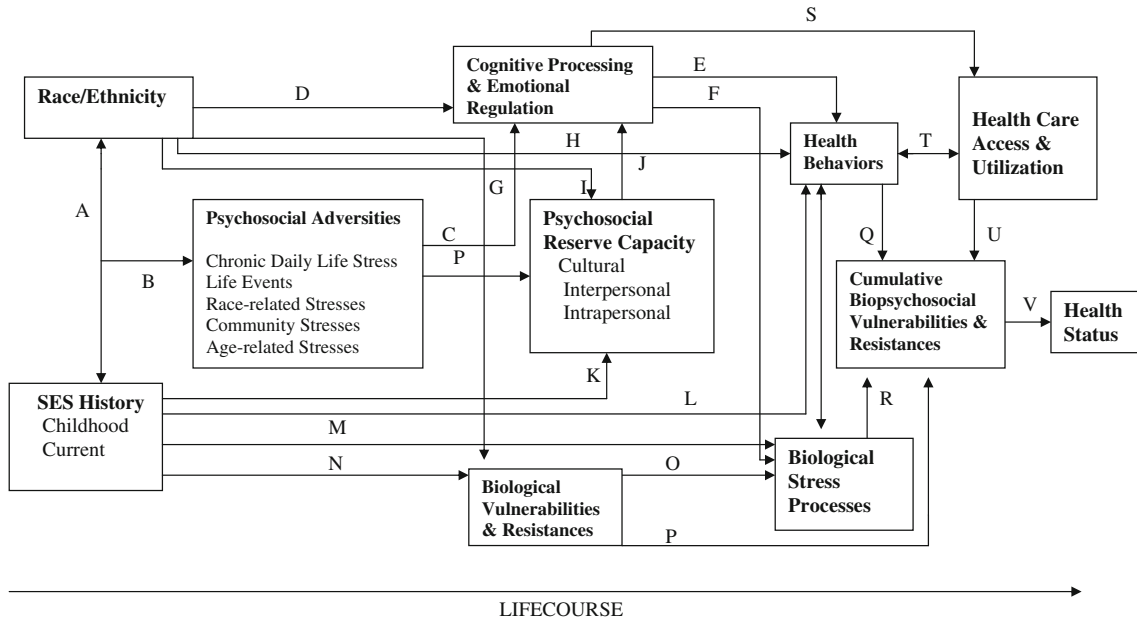 S
Cognitive Processing
& Emotional
Regulation
E
F
Race/Ethnicity
D
Health Care
Access &
Utilization
Health
Behaviors
T
H
G
I
J
A
B
Psychosocial Adversities
Chronic Daily Life Stress
Life Events
Race-related Stresses
Community Stresses
Age-related Stresses
C
P
Psychosocial
Reserve Capacity
Cultural
Interpersonal
Intrapersonal
Q
U
Cumulative
Biopsychosocial
Vulnerabilities &
Resistances
V
Health
Status
K
L
R
SES History
Childhood
Current
M
N
Biological
Vulnerabilities
& Resistances
O
P
Biological
Stress
Processes
LIFECOURSE